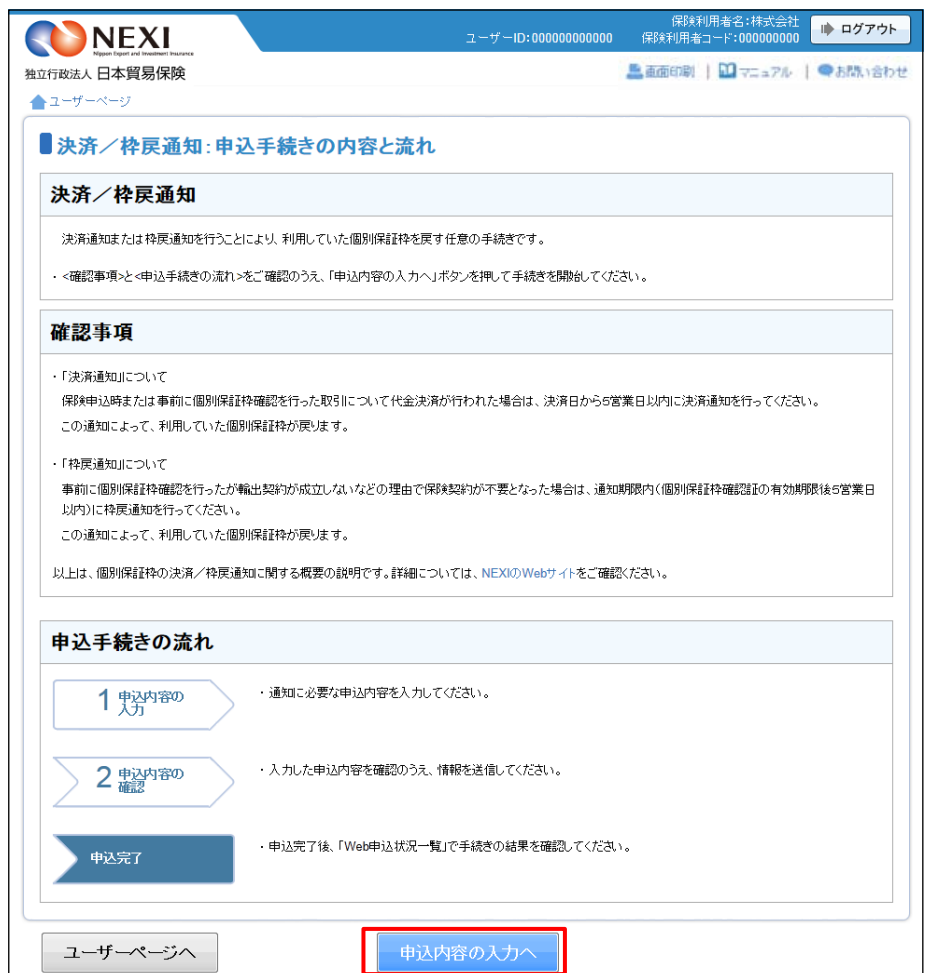 NEXI
Nippon Export and Investment Insurance
独立行政法人 日本貿易保険
ユーザーID:000000000000
保険利用者名:株式会社
保険利用者コード:000000000
ログアウト
画面印刷 | マニュアル | お問い合わせ
ユーザーページ
決済/枠戻通知:申込手続きの内容と流れ
決済/枠戻通知
決済通知または枠戻通知を行うことにより、利用していた個別保証枠を戻す任意の手続きです。
・<確認事項>と<申込手続きの流れ>をご確認のうえ、「申込内容の入力へ」ボタンを押して手続きを開始してください。
確認事項
・「決済通知」について
保険申込時または事前に個別保証枠確認を行った取引について代金決済が行われた場合は、決済日から5営業日以内に決済通知を行ってください。
この通知によって、利用していた個別保証枠が戻ります。
・「枠戻通知」について
事前に個別保証枠確認を行ったが輸出契約が成立しないなどの理由で保険契約が不要となった場合は、通知期限内(個別保証枠確認証の有効期限後5営業日
以内)に枠戻通知を行ってください。
この通知によって、利用していた個別保証枠が戻ります。
以上は、個別保証枠の決済/枠戻通知に関する概要の説明です。詳細については、NEXIのWebサイトをご確認ください。
申込手続きの流れ
1 申込内容の
入力
・通知に必要な申込内容を入力してください。
2 申込内容の
確認
・入力した申込内容を確認のうえ、情報を送信してください。
申込完了
・申込完了後、「Web申込状況一覧」で手続きの結果を確認してください。
ユーザーページへ
申込内容の入力へ